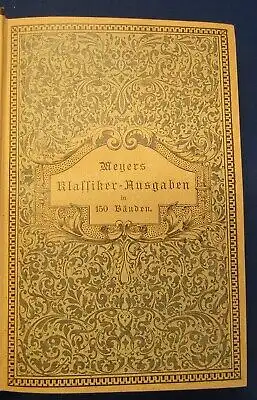 Meyers
Klassiker-Ausgaben
in
150 Bänden.